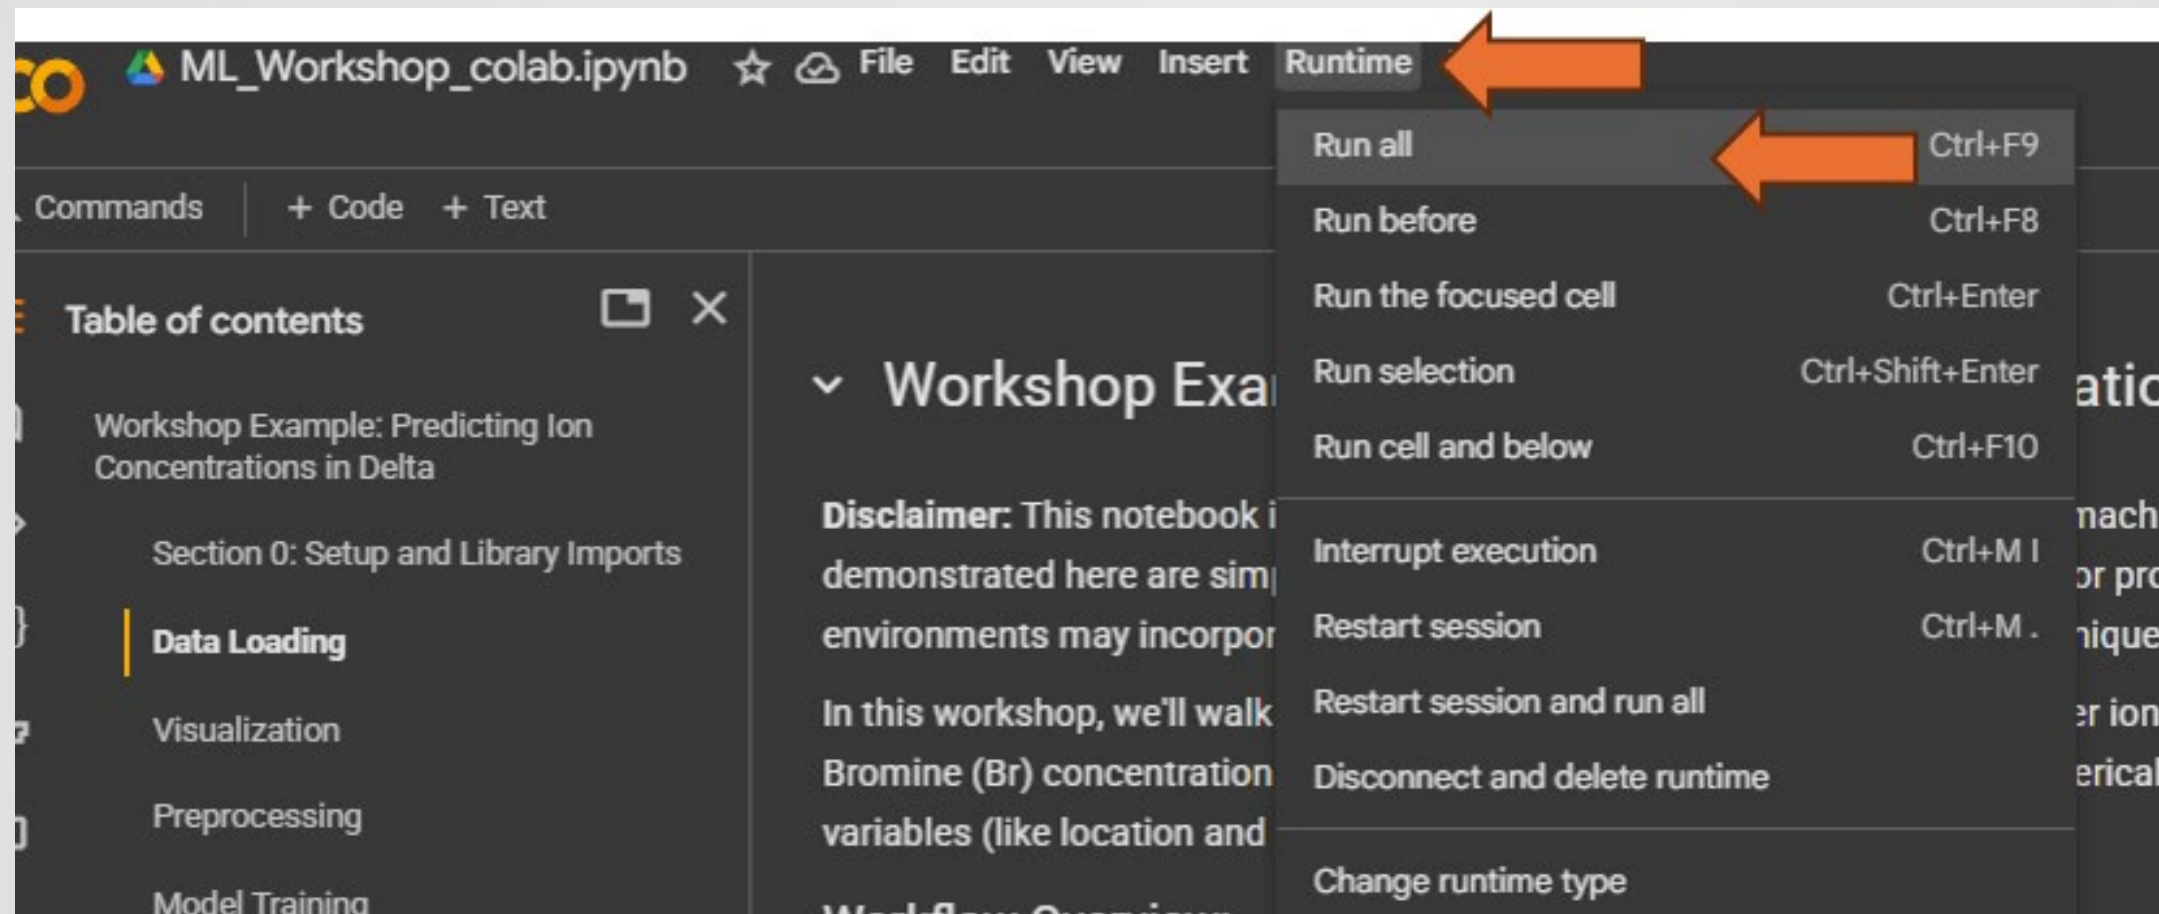 ML_Workshop_colab.ipynb File Edit View Insert Runtime
Commands + Code + Text
Table of contents
Workshop Example: Predicting Ion
Concentrations in Delta
Section 0: Setup and Library Imports
Data Loading
Visualization
Preprocessing
Model Training
Run all Ctrl+F9
Run before Ctrl+F8
Run the focused cell Ctrl+Enter
Run selection Ctrl+Shift+Enter
Run cell and below Ctrl+F10
Interrupt execution Ctrl+M I
Restart session Ctrl+M .
Restart session and run all
Disconnect and delete runtime
Change runtime type
Workshop Exa
Disclaimer: This notebook
demonstrated here are
environments may incorpor
In this workshop, we'll walk ion
Bromine (Br) concentration
variables (like location and
Workflow Overview: